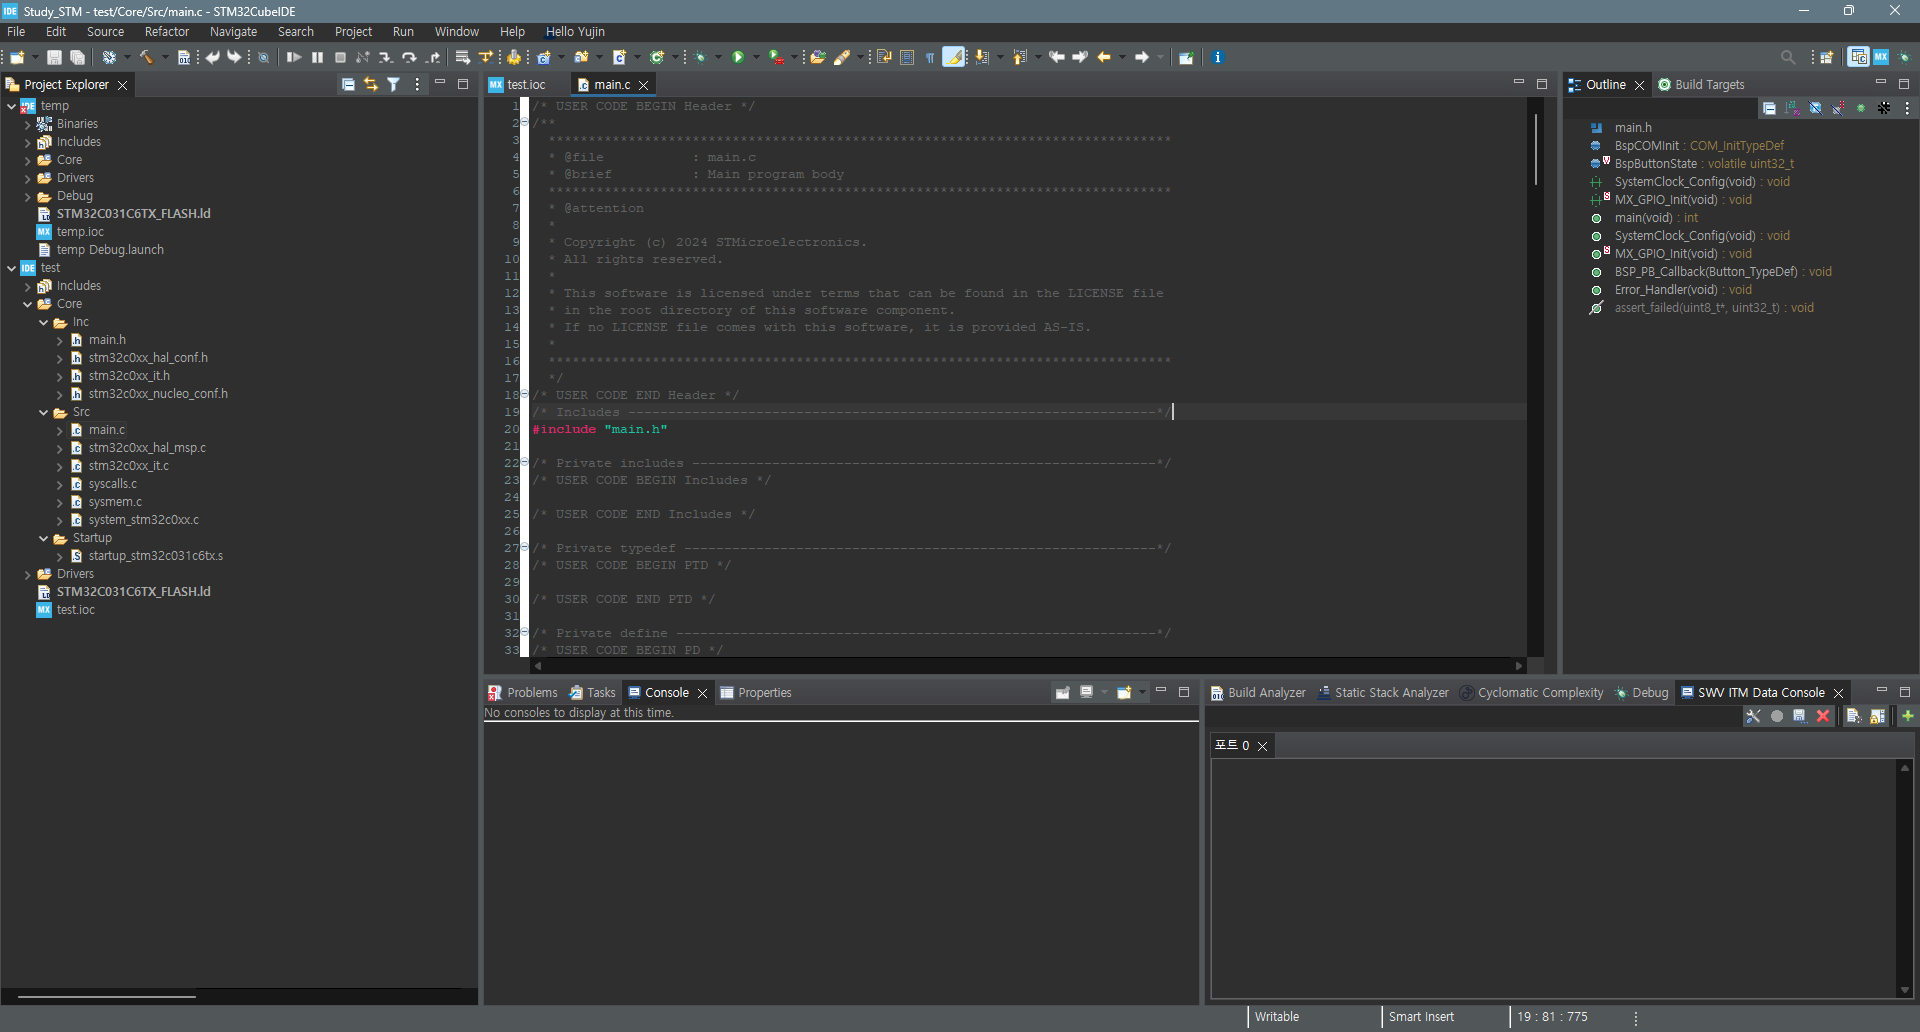 IDE Study_STM - test/Core/Src/main.c - STM32CubeIDE
File Edit Source Refactor Navigate Search Project Run Window Help Hello Yujin
Project Explorer
temp
Binaries
Includes
Core
Drivers
Debug
STM32C031C6TX_FLASH.ld
MX temp.ioc
temp Debug.launch
IDE test
Includes
Core
Inc
main.h
stm32c0xx_hal_conf.h
stm32c0xx_it.h
stm32c0xx_nucleo_conf.h
Src
main.c
stm32c0xx_hal_msp.c
stm32c0xx_it.c
syscalls.c
sysmem.c
system_stm32c0xx.c
Startup
startup_stm32c031c6tx.s
Drivers
STM32C031C6TX_FLASH.ld
MX test.ioc
MX test.ioc main.c
1 /* USER CODE BEGIN Header */
2 /**
3 ******************************************************************************
4 * @file : main.c
5 * @brief : Main program body
6 ******************************************************************************
7 * @attention
8 *
9 * Copyright (c) 2024 STMicroelectronics.
10 * All rights reserved.
11 *
12 * This software is licensed under terms that can be found in the LICENSE file
13 * in the root directory of this software component.
14 * If no LICENSE file comes with this software, it is provided AS-IS.
15 *
16 ******************************************************************************
17 */
18 /* USER CODE END Header */
19 /* Includes ------------------------------------------------------------------*/
20 #include "main.h"
21
22 /* Private includes ----------------------------------------------------------*/
23 /* USER CODE BEGIN Includes */
24
25 /* USER CODE END Includes */
26
27 /* Private typedef -----------------------------------------------------------*/
28 /* USER CODE BEGIN PTD */
29
30 /* USER CODE END PTD */
31
32 /* Private define ------------------------------------------------------------*/
33 /* USER CODE BEGIN PD */
Outline Build Targets
main.h
BspCOMInit : COM_InitTypeDef
BspButtonState : volatile uint32_t
SystemClock_Config(void) : void
MX_GPIO_Init(void) : void
main(void) : int
SystemClock_Config(void) : void
MX_GPIO_Init(void) : void
BSP_PB_Callback(Button_TypeDef) : void
Error_Handler(void) : void
assert_failed(uint8_t*, uint32_t) : void
Problems Tasks Console Properties
No consoles to display at this time.
Build Analyzer Static Stack Analyzer Cyclomatic Complexity Debug SWV ITM Data Console
포트 0
Writable Smart Insert 19 : 81 : 775